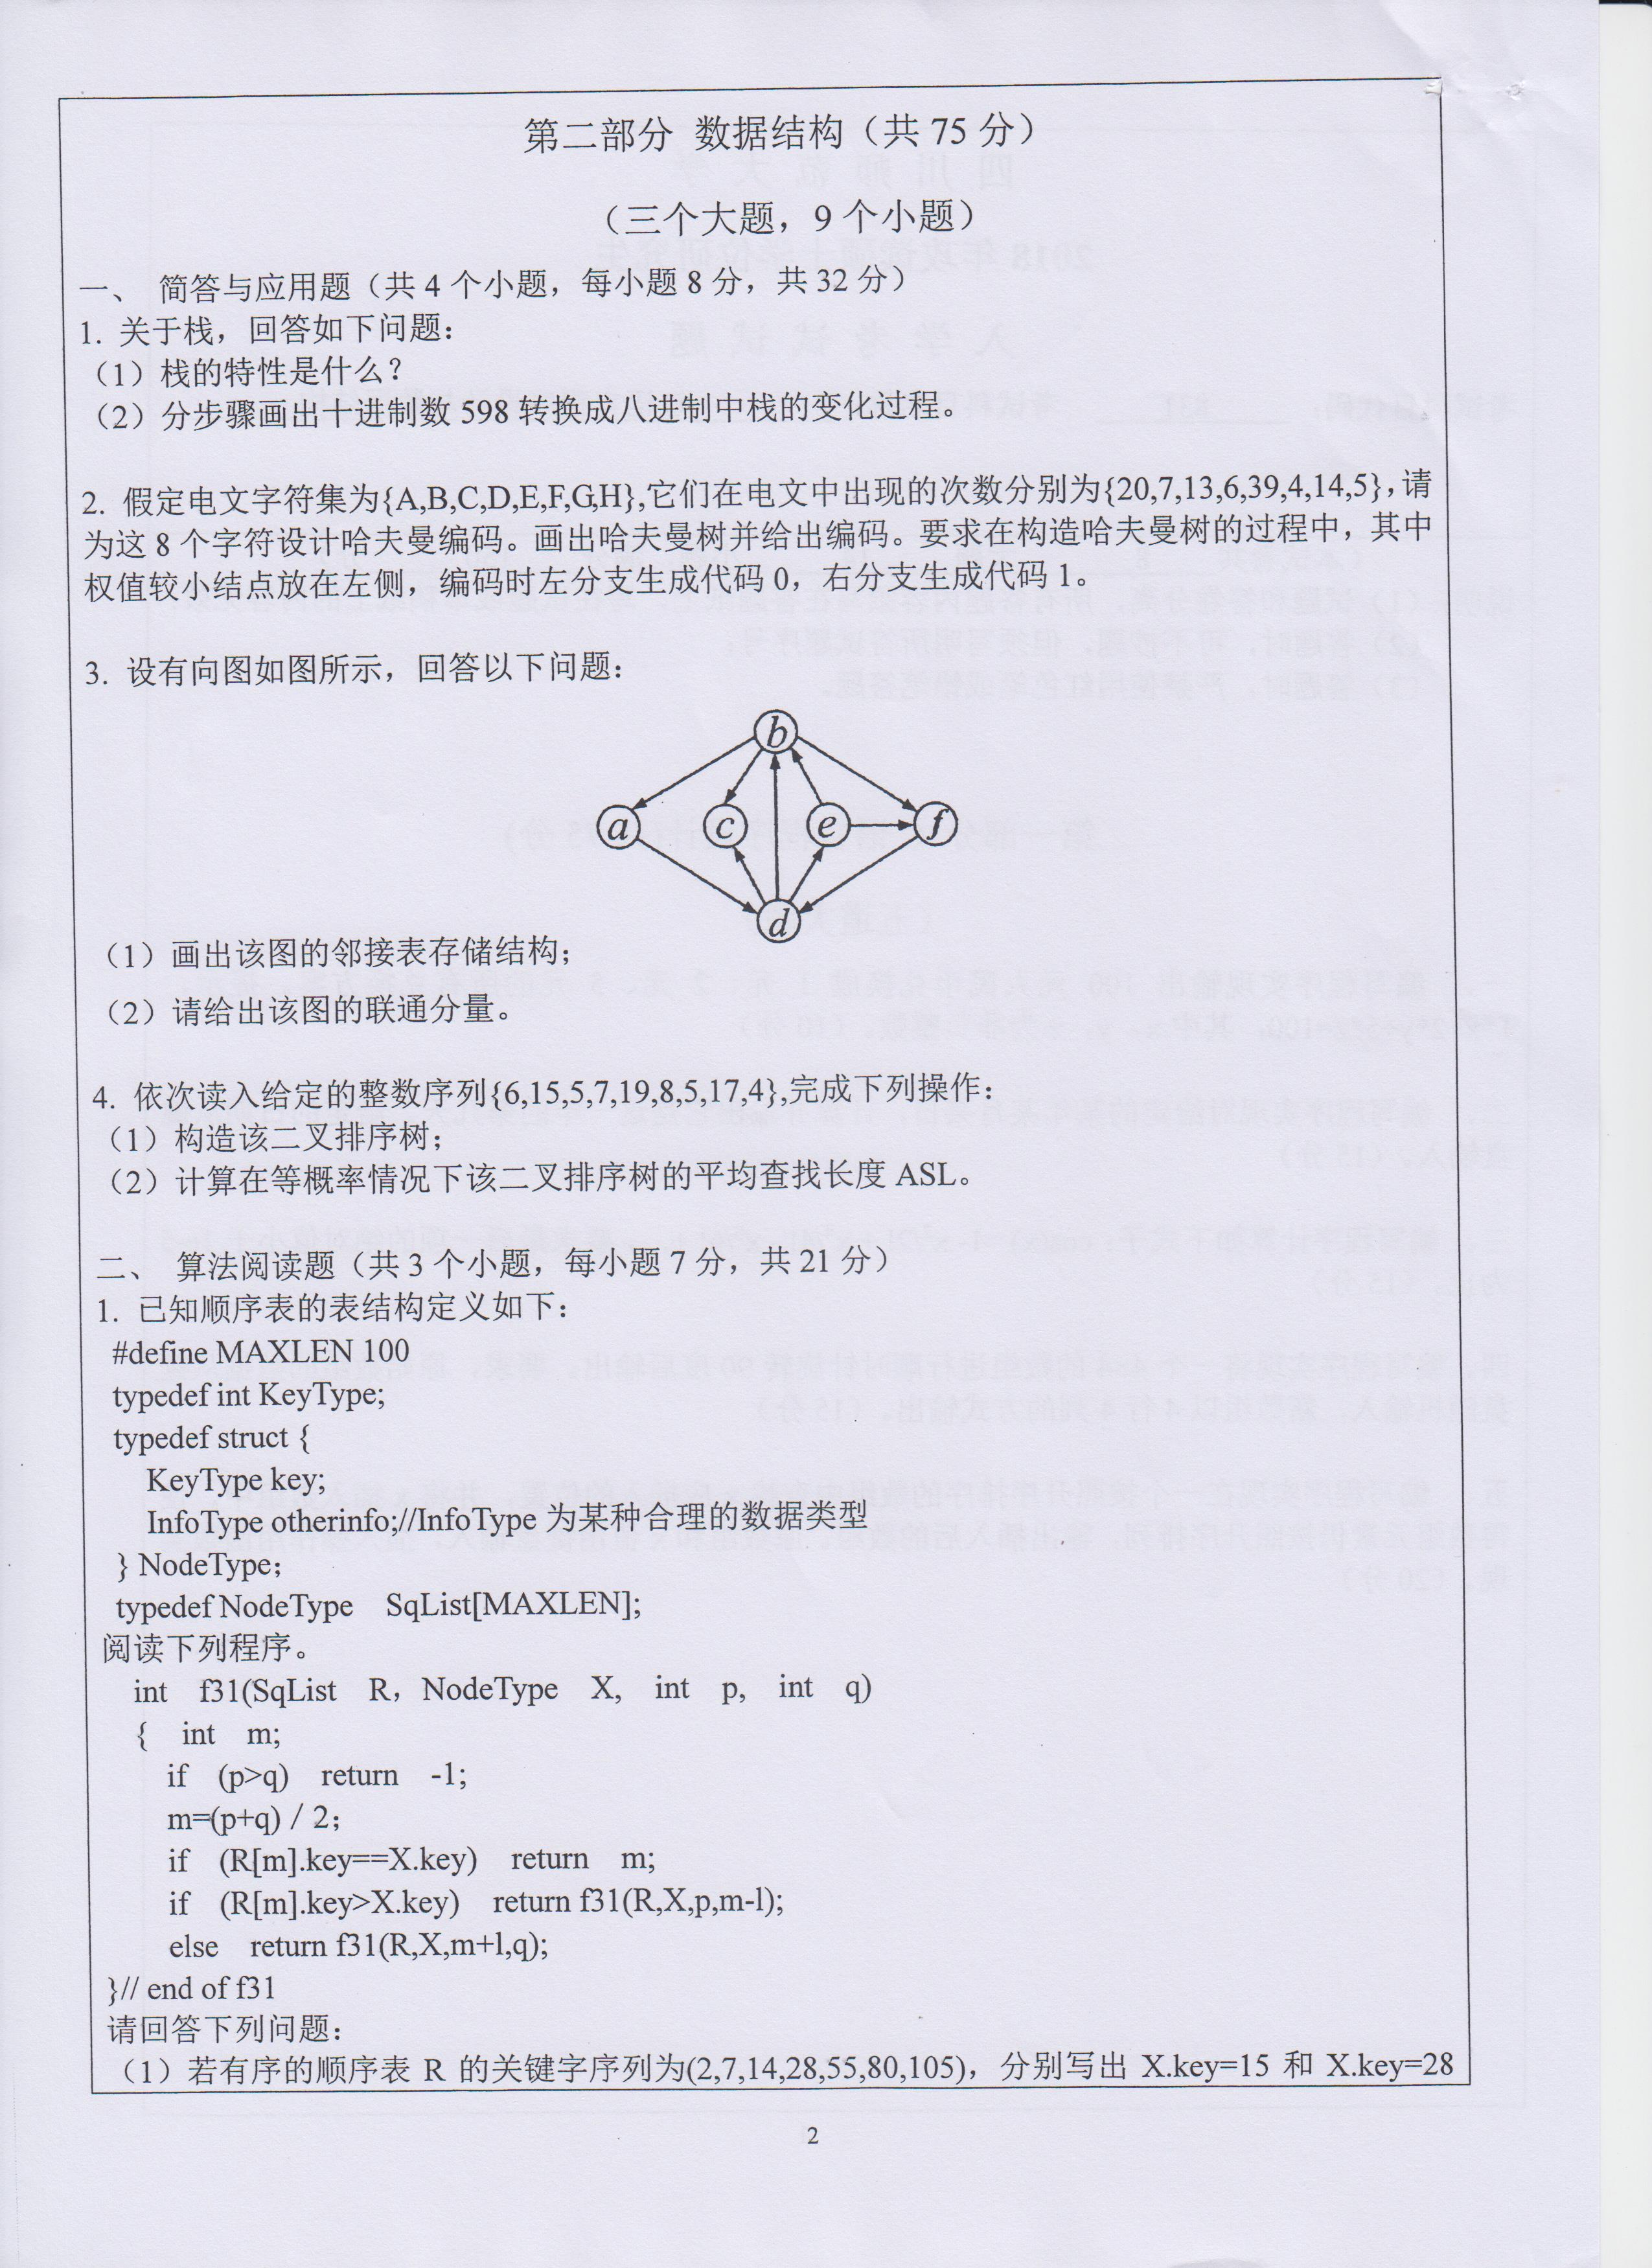 第二部分 数据结构（共 75 分）
（三个大题，9 个小题）
一、 简答与应用题（共 4 个小题，每小题 8 分，共 32 分）
1. 关于栈，回答如下问题：
（1）栈的特性是什么？
（2）分步骤画出十进制数 598 转换成八进制中栈的变化过程。
2. 假定电文字符集为{A,B,C,D,E,F,G,H},它们在电文中出现的次数分别为{20,7,13,6,39,4,14,5}，请
为这 8 个字符设计哈夫曼编码。画出哈夫曼树并给出编码。要求在构造哈夫曼树的过程中，其中
权值较小结点放在左侧，编码时左分支生成代码 0，右分支生成代码 1。
3. 设有向图如图所示，回答以下问题：
b
a c e f
d
（1）画出该图的邻接表存储结构；
（2）请给出该图的联通分量。
4. 依次读入给定的整数序列{6,15,5,7,19,8,5,17,4},完成下列操作：
（1）构造该二叉排序树；
（2）计算在等概率情况下该二叉排序树的平均查找长度 ASL。
二、 算法阅读题（共 3 个小题，每小题 7 分，共 21 分）
1. 已知顺序表的表结构定义如下：
#define MAXLEN 100
typedef int KeyType;
typedef struct {
KeyType key;
InfoType otherinfo;//InfoType 为某种合理的数据类型
} NodeType；
typedef NodeType SqList[MAXLEN];
阅读下列程序。
int f31(SqList R，NodeType X, int p, int q)
{ int m;
if (p>q) return -1;
m=(p+q) / 2；
if (R[m].key==X.key) return m;
if (R[m].key>X.key) return f31(R,X,p,m-l);
else return f31(R,X,m+l,q);
}// end of f31
请回答下列问题：
（1）若有序的顺序表 R 的关键字序列为(2,7,14,28,55,80,105)，分别写出 X.key=15 和 X.key=28
2